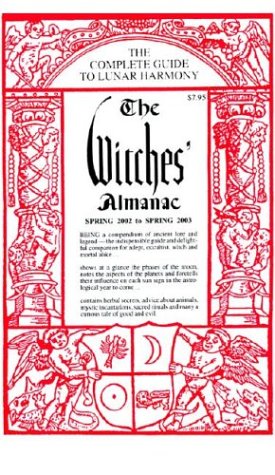 THE
COMPLETE GUIDE
TO LUNAR HARMONY
$7.95
The
Witches'
Almanac
SPRING 2002 to SPRING 2003
BEING a compendium of ancient lore and
legend — the indispensible guide and delight-
ful companion for adept, occultist, witch and
mortal alike
shows at a glance the phases of the moon,
notes the aspects of the planets and foretells
their influence on each sun sign in the astro-
logical year to come ...
contains herbal secrets, advice about animals,
mystic incantations, sacred rituals and many a
curious tale of good and evil.